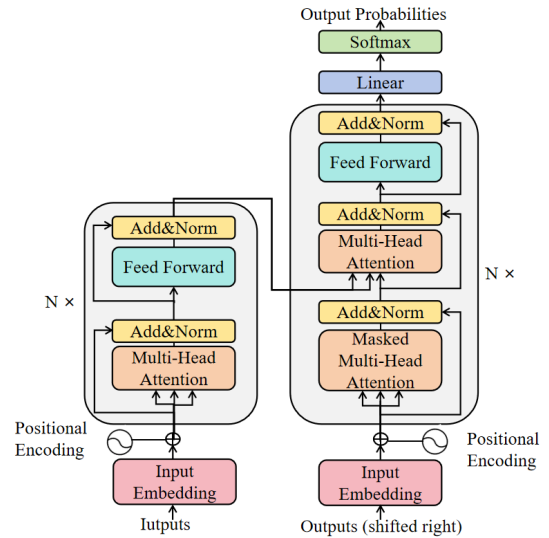 Output Probabilities
Softmax
Linear
Add&Norm
Feed Forward
Add&Norm
Multi-Head
Attention
N ×
Add&Norm
Masked
Multi-Head
Attention
Positional
Encoding
Input
Embedding
Outputs (shifted right)
Add&Norm
Feed Forward
N ×
Add&Norm
Multi-Head
Attention
Positional
Encoding
Input
Embedding
Iutputs